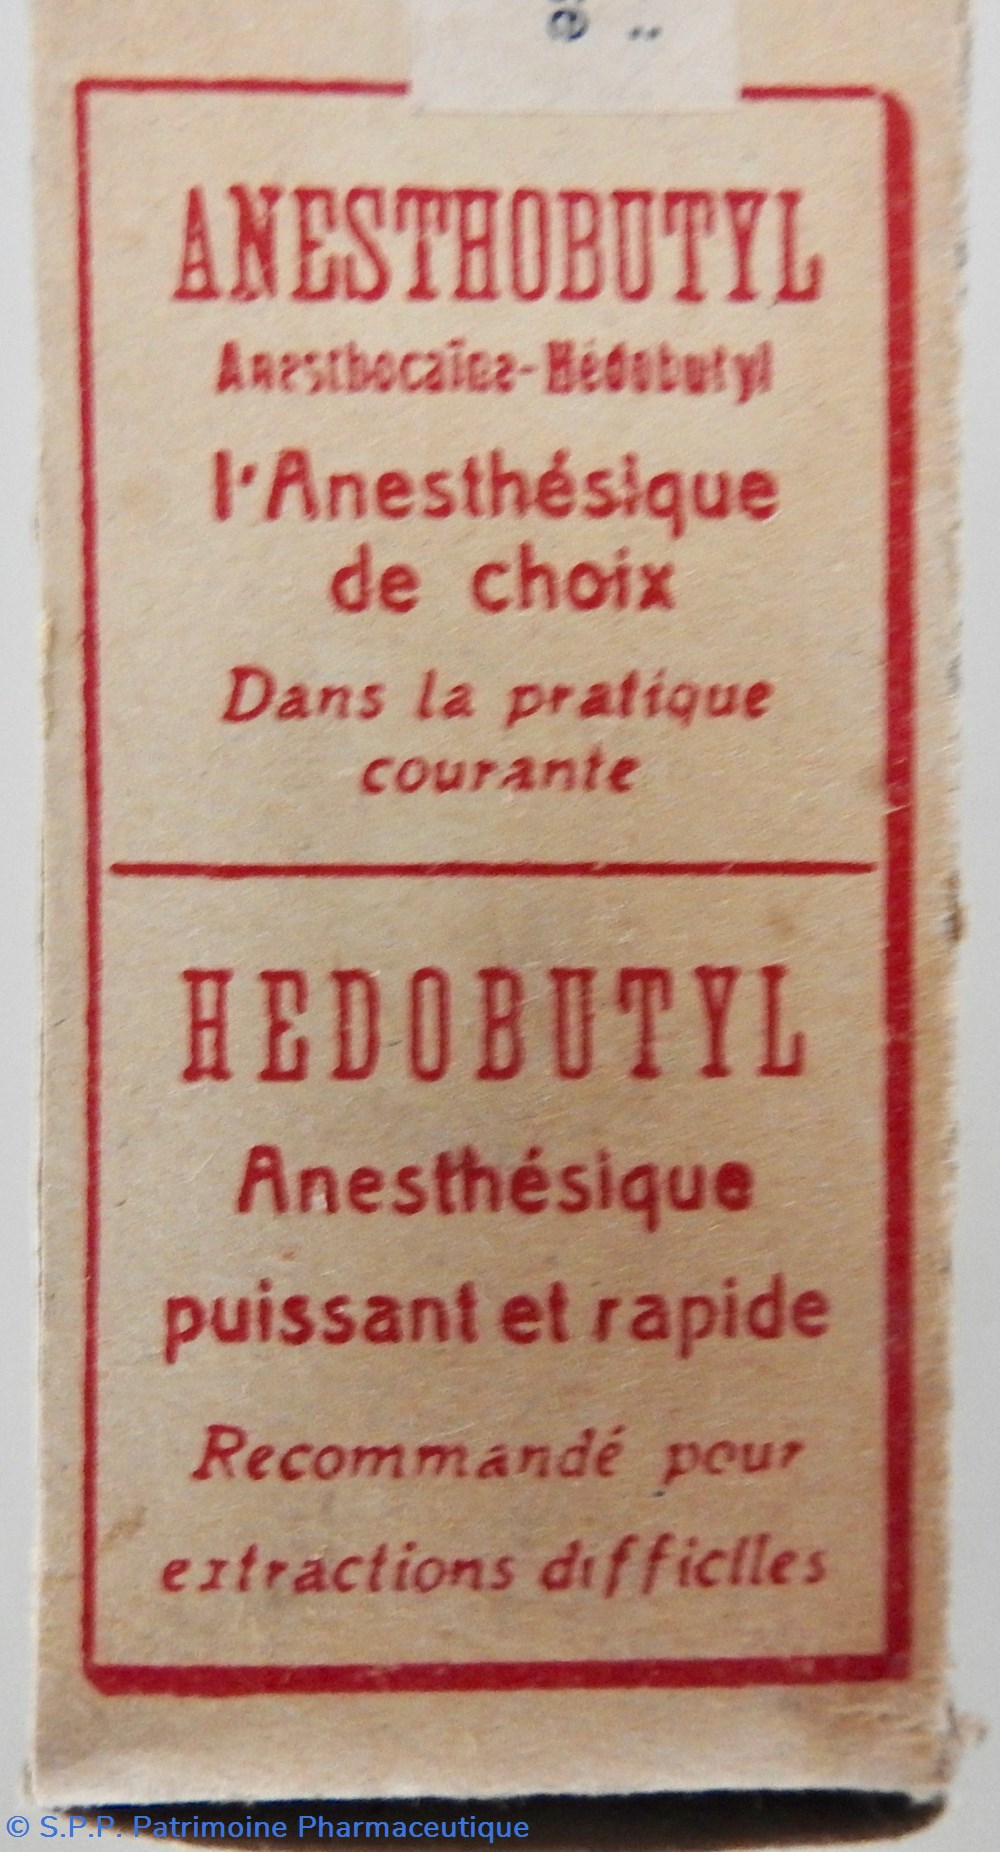 ANESTHOBUTYL
Anesthocaïne-Hédobutyl
l'Anesthésique
de choix
Dans la pratique
courante
HEDOBUTYL
Anesthésique
puissant et rapide
Recommandé pour
extractions difficiles
© S.P.P. Patrimoine Pharmaceutique